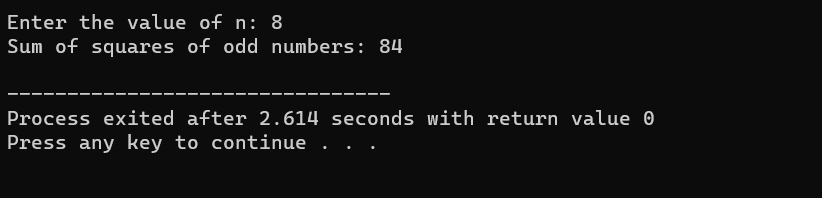 Enter the value of n: 8
Sum of squares of odd numbers: 84
--------------------------------
Process exited after 2.614 seconds with return value 0
Press any key to continue . . .